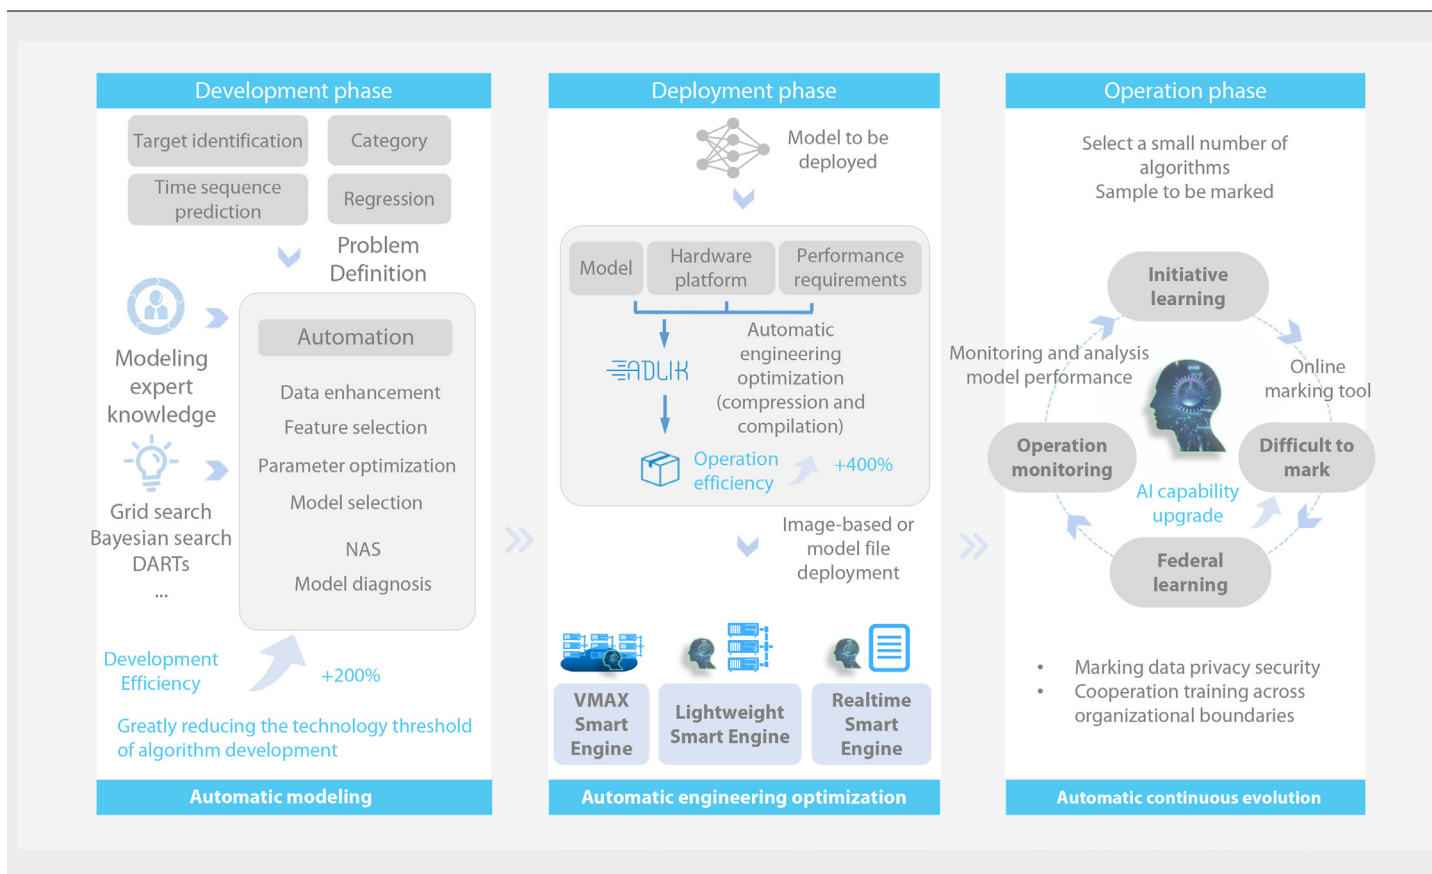 Development phase
Target identification
Category
Time sequence
prediction
Regression
Problem
Definition
Modeling
expert
knowledge
Grid search
Bayesian search
DARTs
...
Automation
Data enhancement
Feature selection
Parameter optimization
Model selection
NAS
Model diagnosis
Development
Efficiency
+200%
Greatly reducing the technology threshold
of algorithm development
Automatic modeling
Deployment phase
Model to be
deployed
Model
Hardware
platform
Performance
requirements
ADLIK
Automatic
engineering
optimization
(compression and
compilation)
Operation
efficiency
+400%
Image-based or
model file
deployment
VMAX
Smart
Engine
Lightweight
Smart Engine
Realtime
Smart
Engine
Automatic engineering optimization
Operation phase
Select a small number of
algorithms
Sample to be marked
Initiative
learning
Monitoring and analysis
model performance
Online
marking tool
Operation
monitoring
Difficult to
mark
AI capability
upgrade
Federal
learning
• Marking data privacy security
• Cooperation training across
organizational boundaries
Automatic continuous evolution